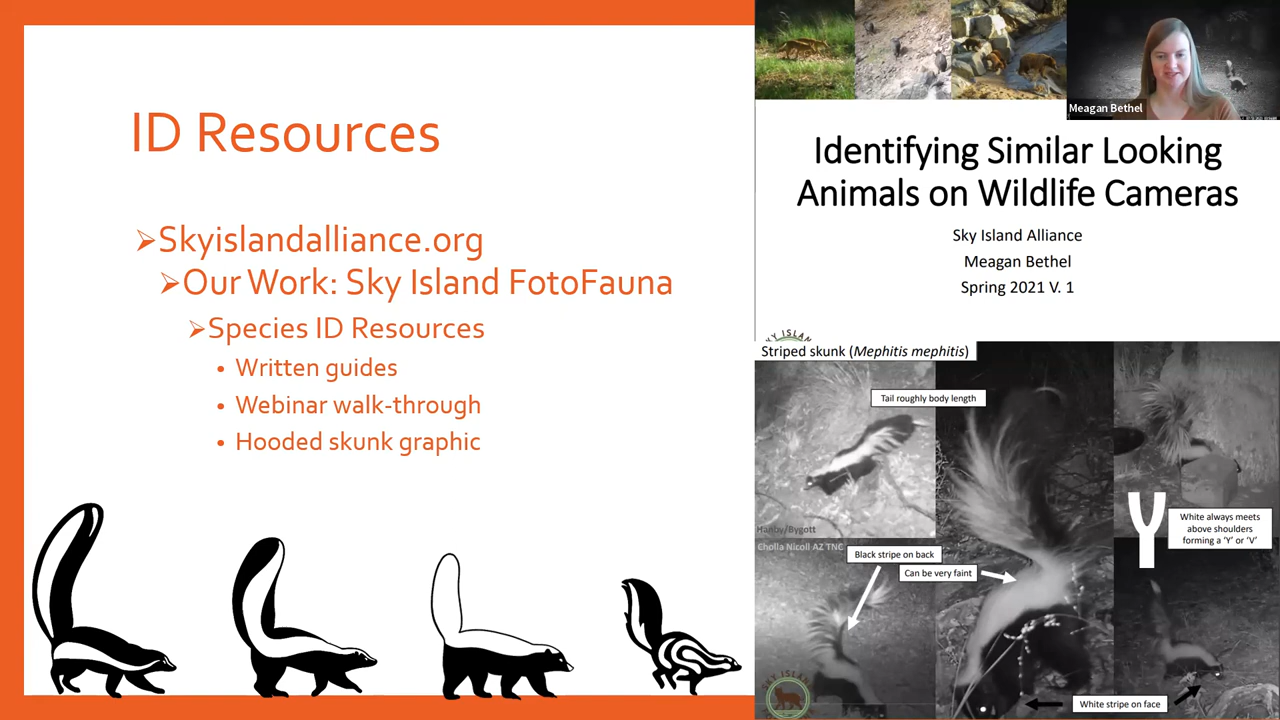 ID Resources
Skyislandalliance.org
Our Work: Sky Island FotoFauna
Species ID Resources
Written guides
Webinar walk-through
Hooded skunk graphic
Meagan Bethel
Identifying Similar Looking
Animals on Wildlife Cameras
Sky Island Alliance
Meagan Bethel
Spring 2021 V. 1
Striped skunk (Mephitis mephitis)
Tail roughly body length
Hanby/Bygott
Cholla Nicoll AZ TNC
Black stripe on back
Can be very faint
Y
White always meets
above shoulders
forming a 'Y' or 'V'
White stripe on face